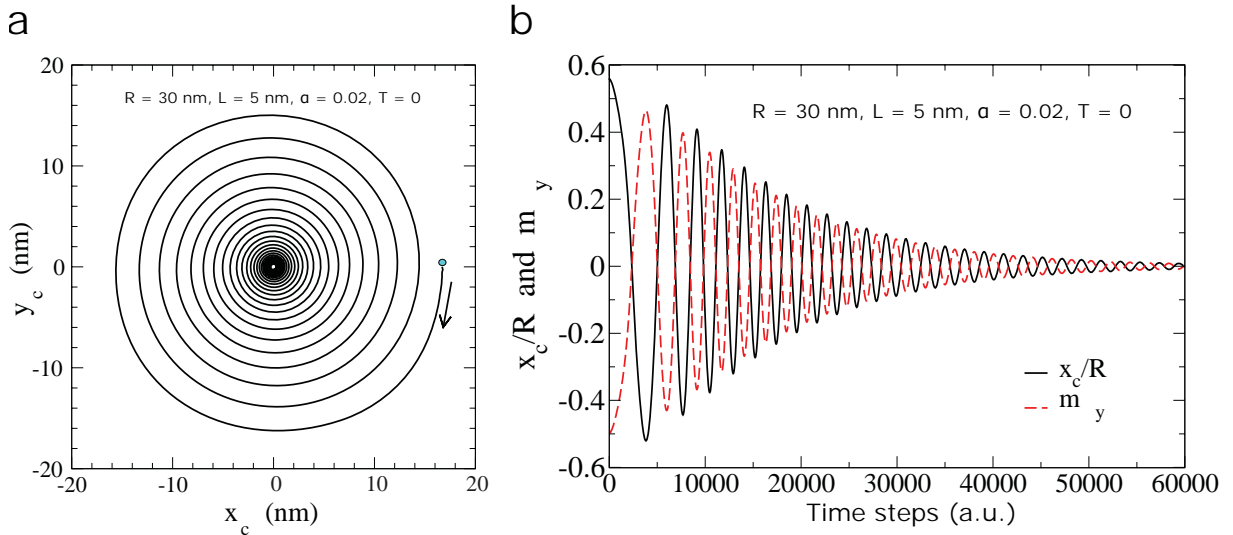 a
R = 30 nm, L = 5 nm, α = 0.02, T = 0
20
10
0
-10
-20
y_c (nm)
-20
-10
0
10
20
x_c (nm)
b
R = 30 nm, L = 5 nm, α = 0.02, T = 0
0.6
0.4
0.2
0
-0.2
-0.4
-0.6
x_c/R and m_y
x_c/R
m_y
0
10000
20000
30000
40000
50000
60000
Time steps (a.u.)